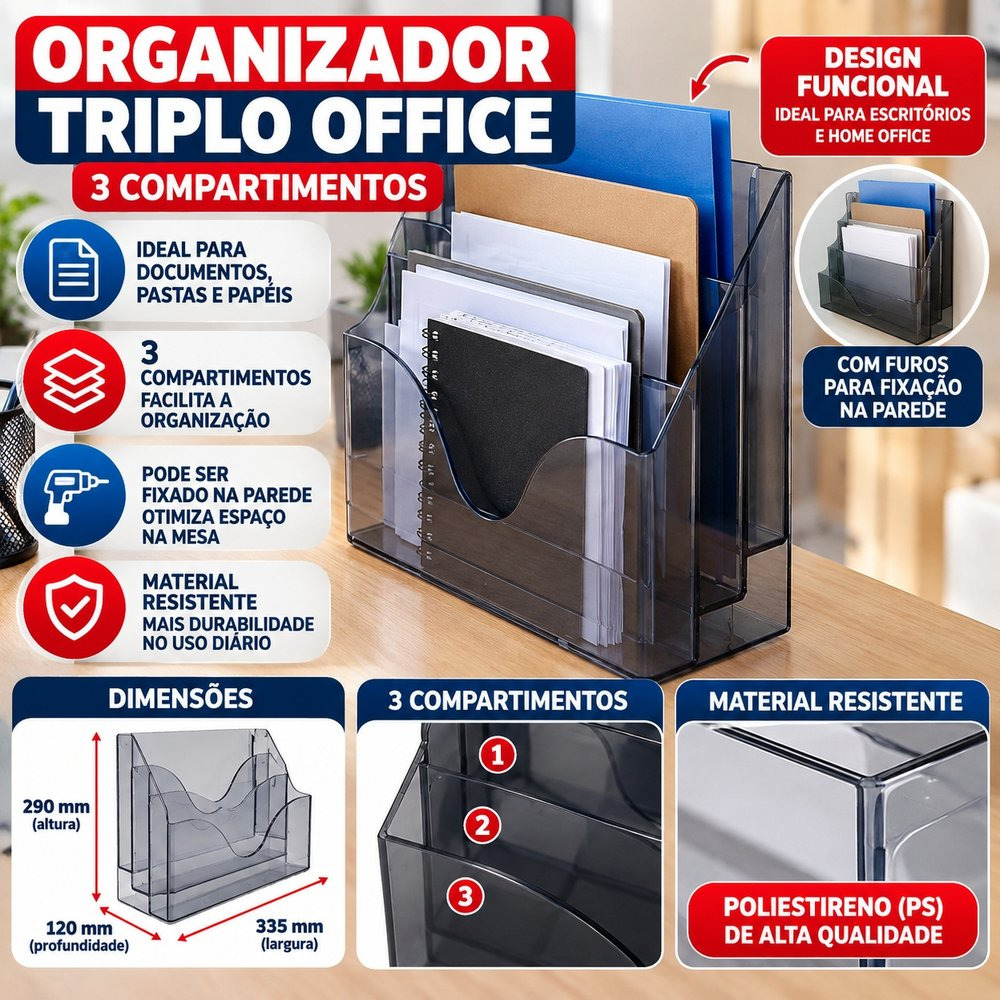 ORGANIZADOR
TRIPLO OFFICE
3 COMPARTIMENTOS
DESIGN
FUNCIONAL
IDEAL PARA ESCRITÓRIOS
E HOME OFFICE
IDEAL PARA
DOCUMENTOS,
PASTAS E PAPÉIS
3
COMPARTIMENTOS
FACILITA A
ORGANIZAÇÃO
PODE SER
FIXADO NA PAREDE
OTIMIZA ESPAÇO
NA MESA
MATERIAL
RESISTENTE
MAIS DURABILIDADE
NO USO DIÁRIO
COM FUROS
PARA FIXAÇÃO
NA PAREDE
DIMENSÕES
290 mm
(altura)
120 mm
(profundidade)
335 mm
(largura)
3 COMPARTIMENTOS
1
2
3
MATERIAL RESISTENTE
POLIESTIRENO (PS)
DE ALTA QUALIDADE